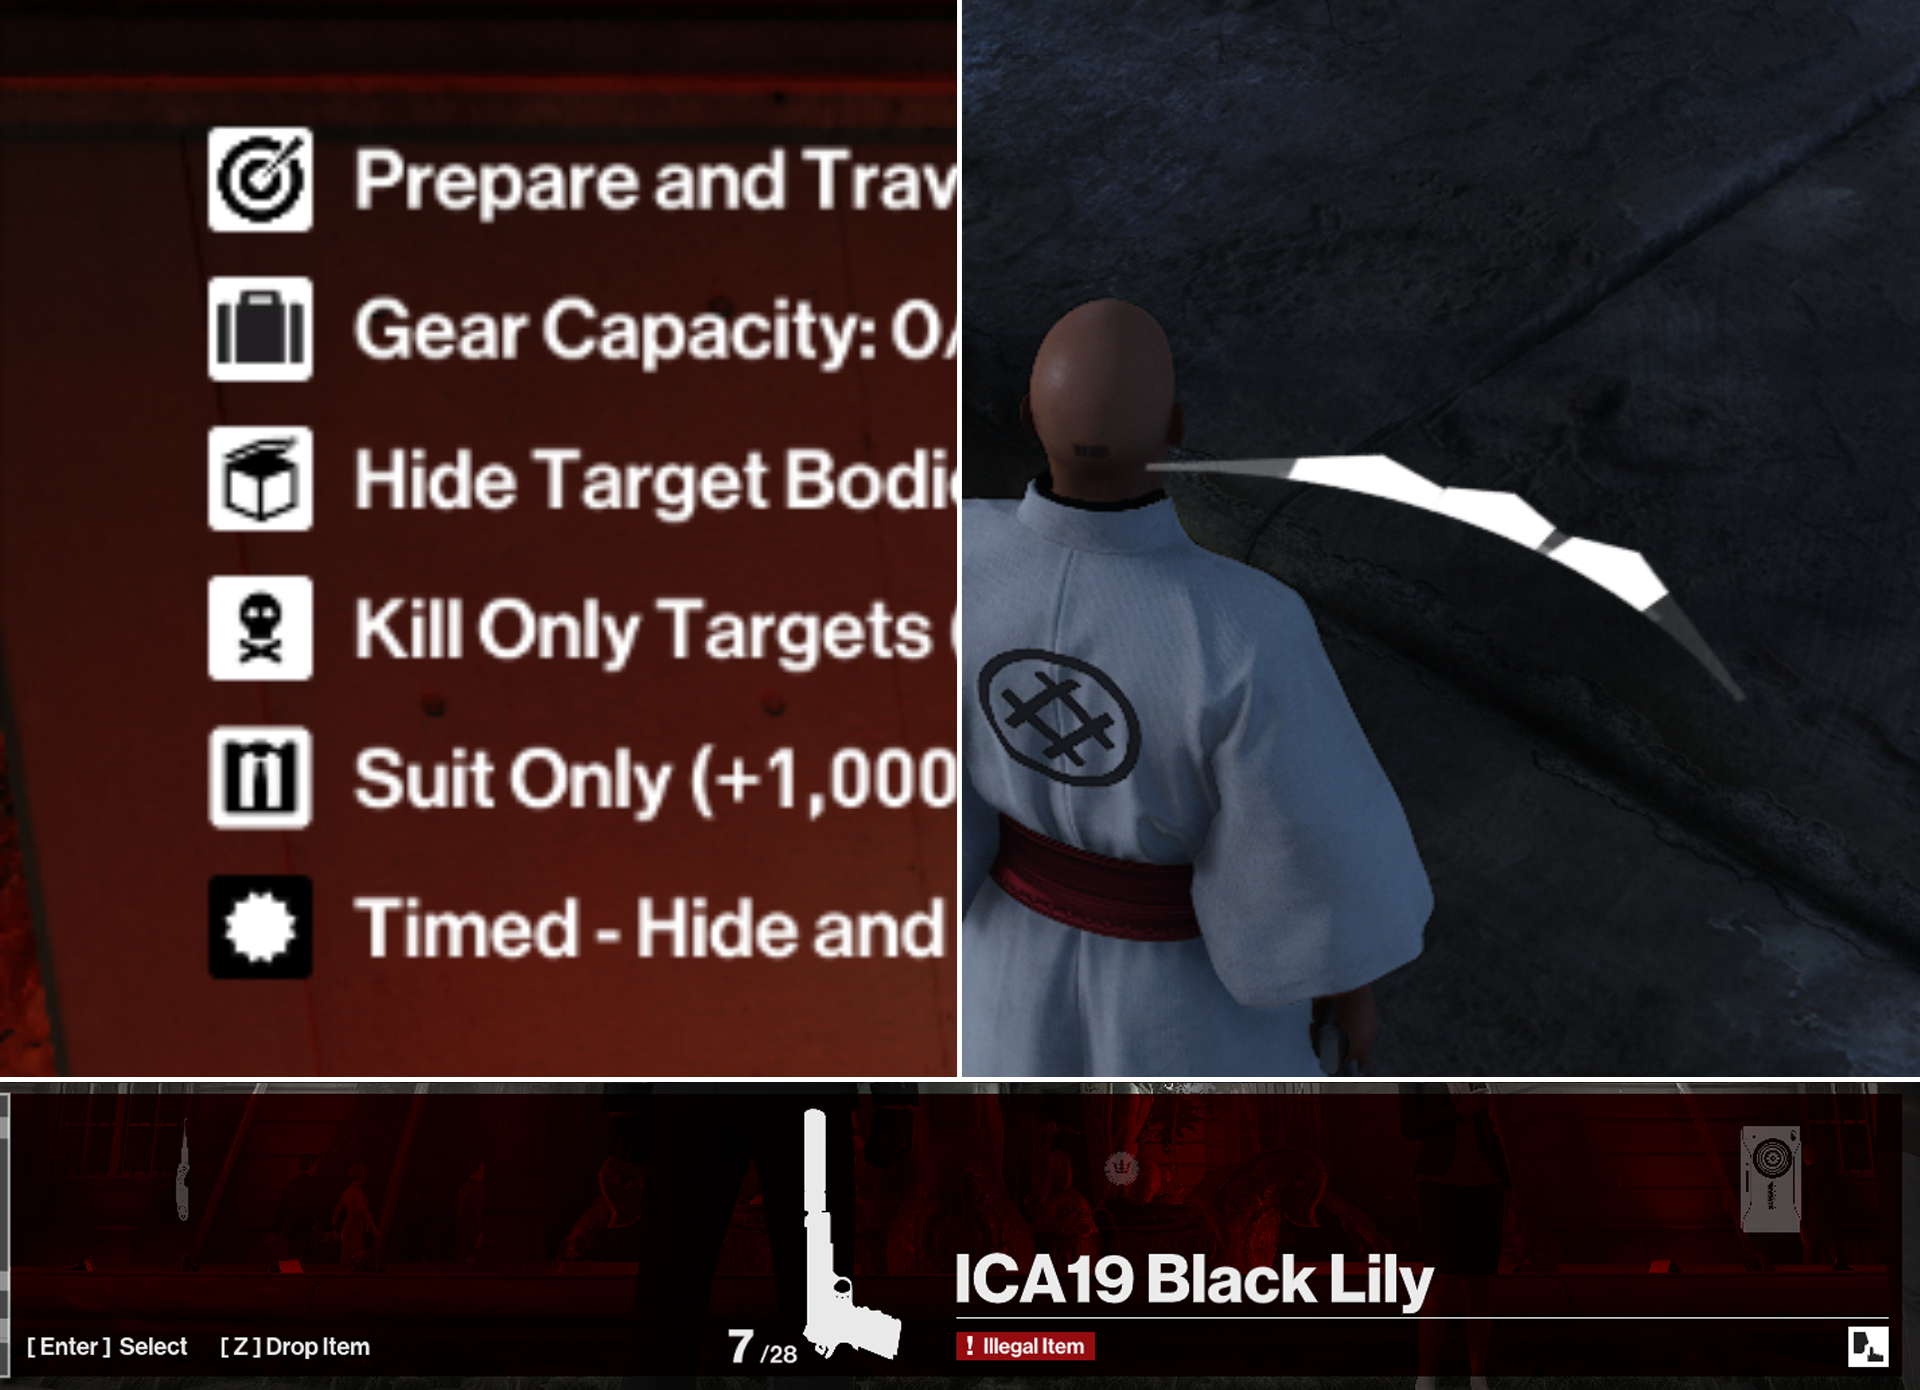 Prepare and Trav
Gear Capacity: 0/
Hide Target Bodie
Kill Only Targets (
Suit Only (+1,000
Timed - Hide and
ICA19 Black Lily
[ Enter ] Select [ Z ] Drop Item 7 /28 ! Illegal Item